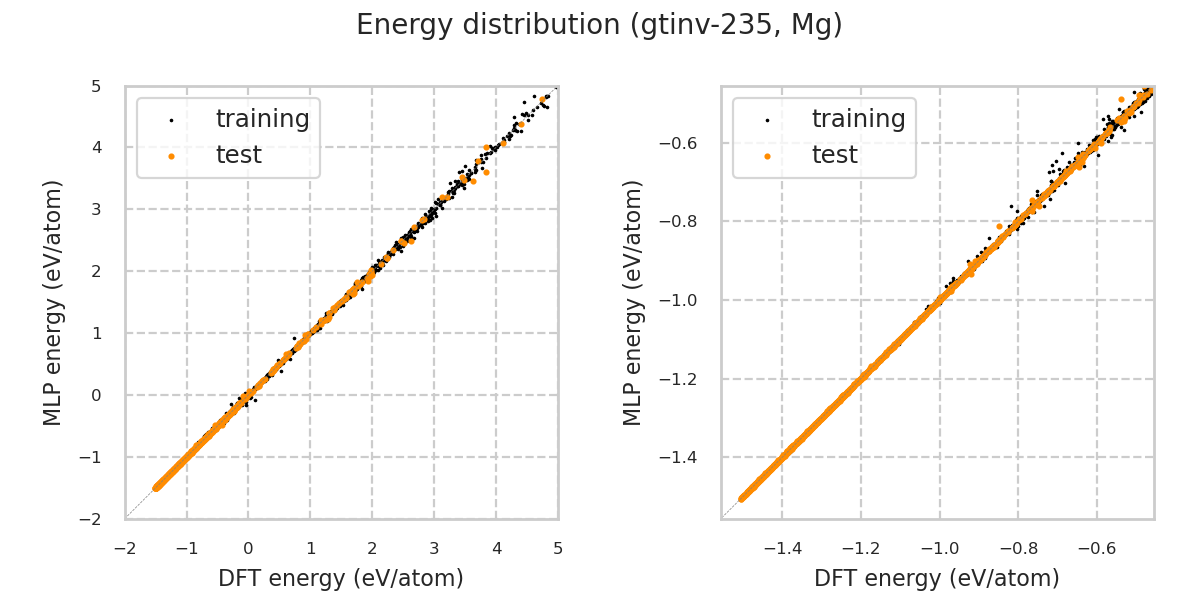 Energy distribution (gtinv-235, Mg)
5
4
3
2
1
0
−1
−2
−2
−1
0
1
2
3
4
5
MLP energy (eV/atom)
DFT energy (eV/atom)
training
test
−0.6
−0.8
−1.0
−1.2
−1.4
−1.4
−1.2
−1.0
−0.8
−0.6
MLP energy (eV/atom)
DFT energy (eV/atom)
training
test